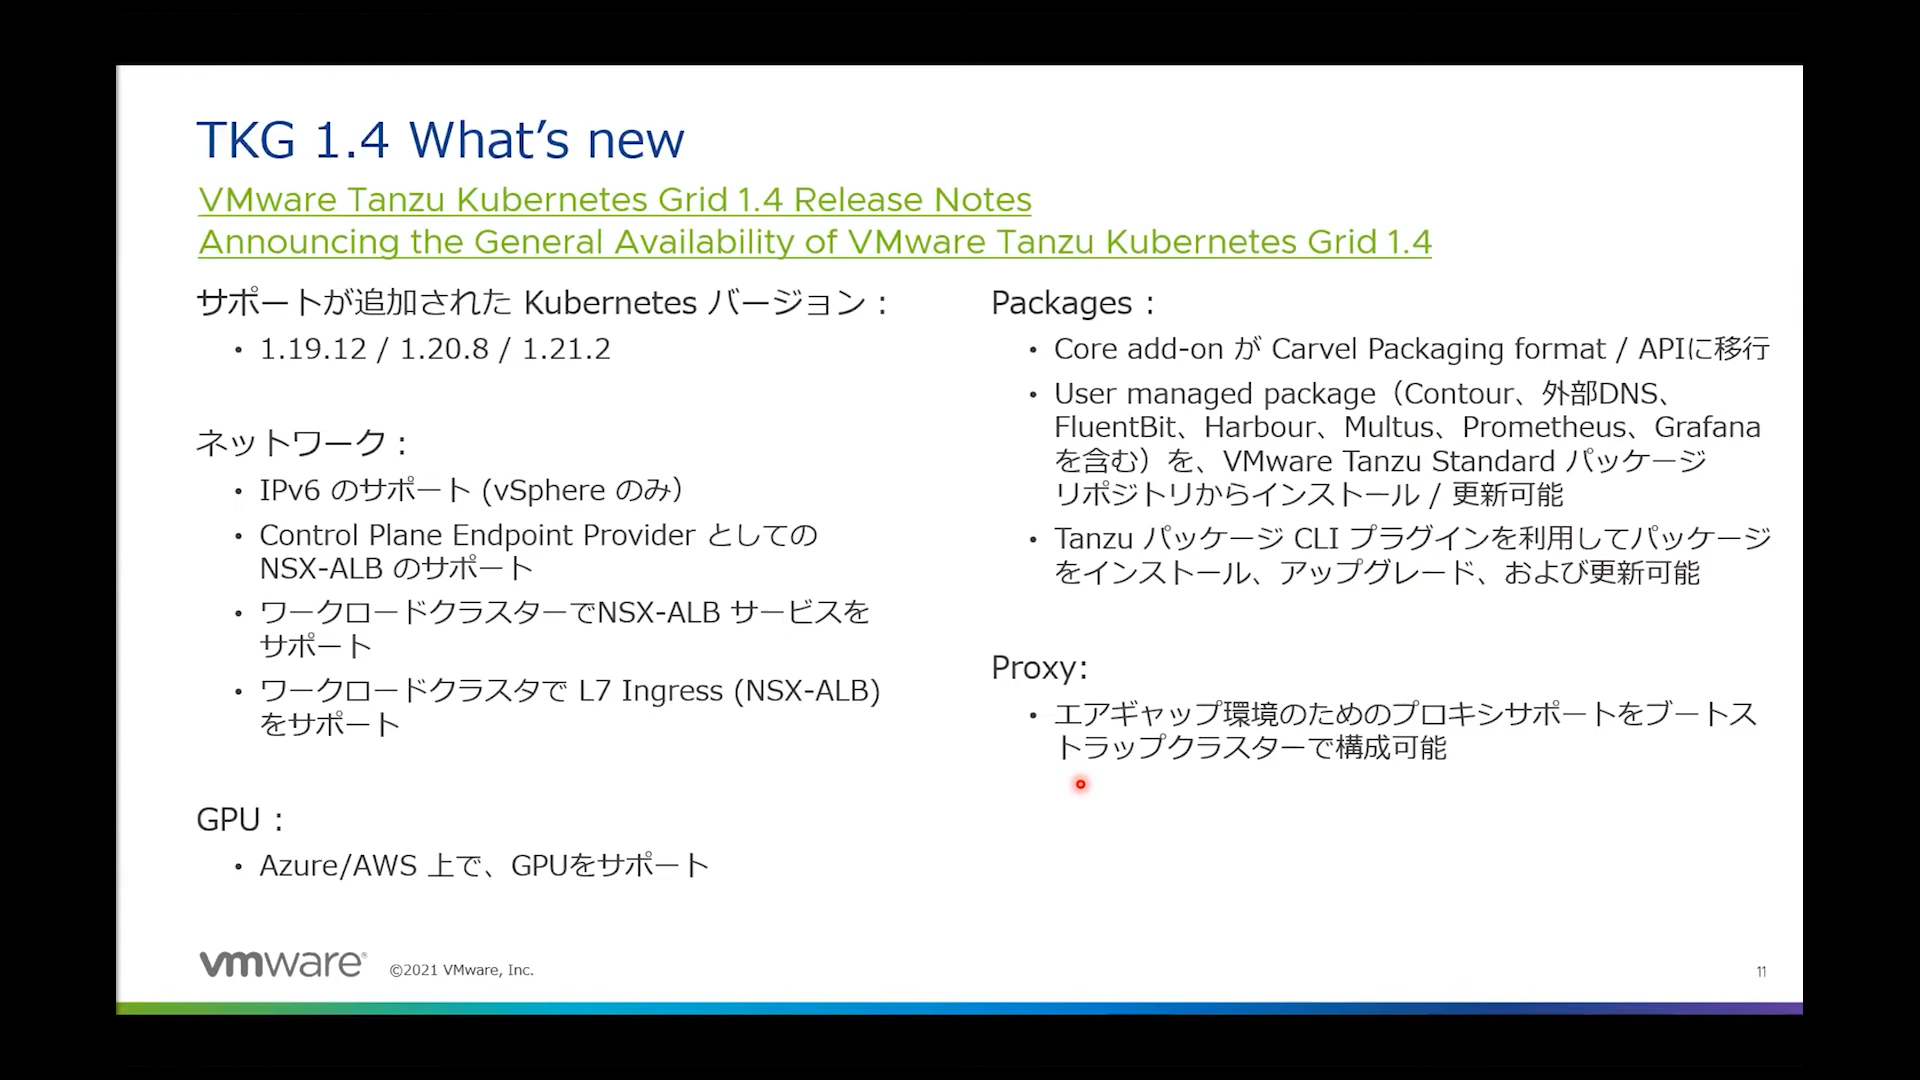 TKG 1.4 What’s new
VMware Tanzu Kubernetes Grid 1.4 Release Notes
Announcing the General Availability of VMware Tanzu Kubernetes Grid 1.4
サポートが追加された Kubernetes バージョン：
• 1.19.12 / 1.20.8 / 1.21.2
ネットワーク：
• IPv6 のサポート (vSphere のみ）
• Control Plane Endpoint Provider としての
NSX-ALB のサポート
• ワークロードクラスターでNSX-ALB サービスを
サポート
• ワークロードクラスタで L7 Ingress (NSX-ALB)
をサポート
GPU：
• Azure/AWS 上で、GPUをサポート
Packages：
• Core add-on が Carvel Packaging format / APIに移行
• User managed package（Contour、外部DNS、
FluentBit、Harbour、Multus、Prometheus、Grafana
を含む）を、VMware Tanzu Standard パッケージ
リポジトリからインストール / 更新可能
• Tanzu パッケージ CLI プラグインを利用してパッケージ
をインストール、アップグレード、および更新可能
Proxy:
• エアギャップ環境のためのプロキシサポートをブートス
トラップクラスターで構成可能
vmware®
©2021 VMware, Inc.
11